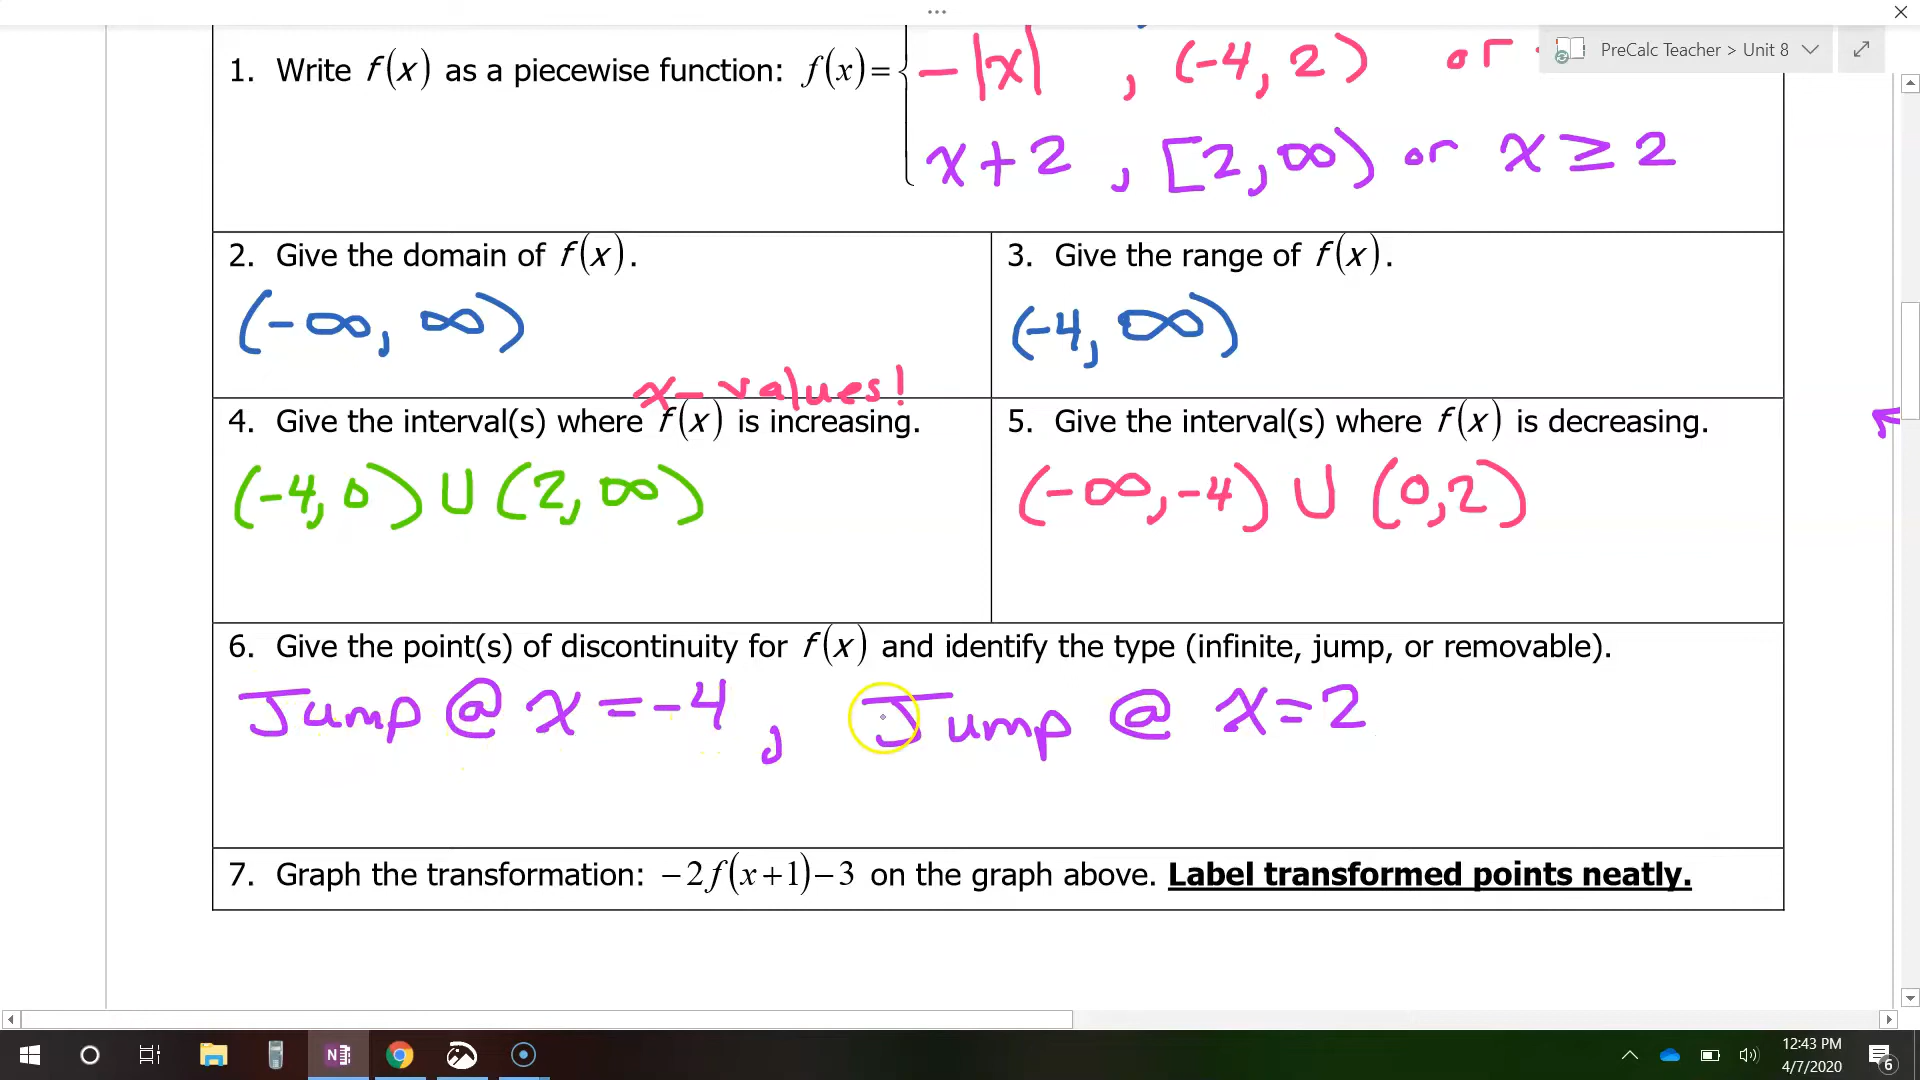 PreCalc Teacher > Unit 8
-|x| , (-4, 2) or
1. Write f(x) as a piecewise function: f(x)={
x+2 , [2, ∞) or x ≥ 2
2. Give the domain of f(x).
(-∞, ∞)
3. Give the range of f(x).
(-4, ∞)
x-values!
4. Give the interval(s) where f(x) is increasing.
(-4, 0) U (2, ∞)
5. Give the interval(s) where f(x) is decreasing.
(-∞, -4) U (0, 2)
6. Give the point(s) of discontinuity for f(x) and identify the type (infinite, jump, or removable).
Jump @ x = -4 , Jump @ x = 2
7. Graph the transformation: -2f(x+1)-3 on the graph above. Label transformed points neatly.
12:43 PM
4/7/2020
6